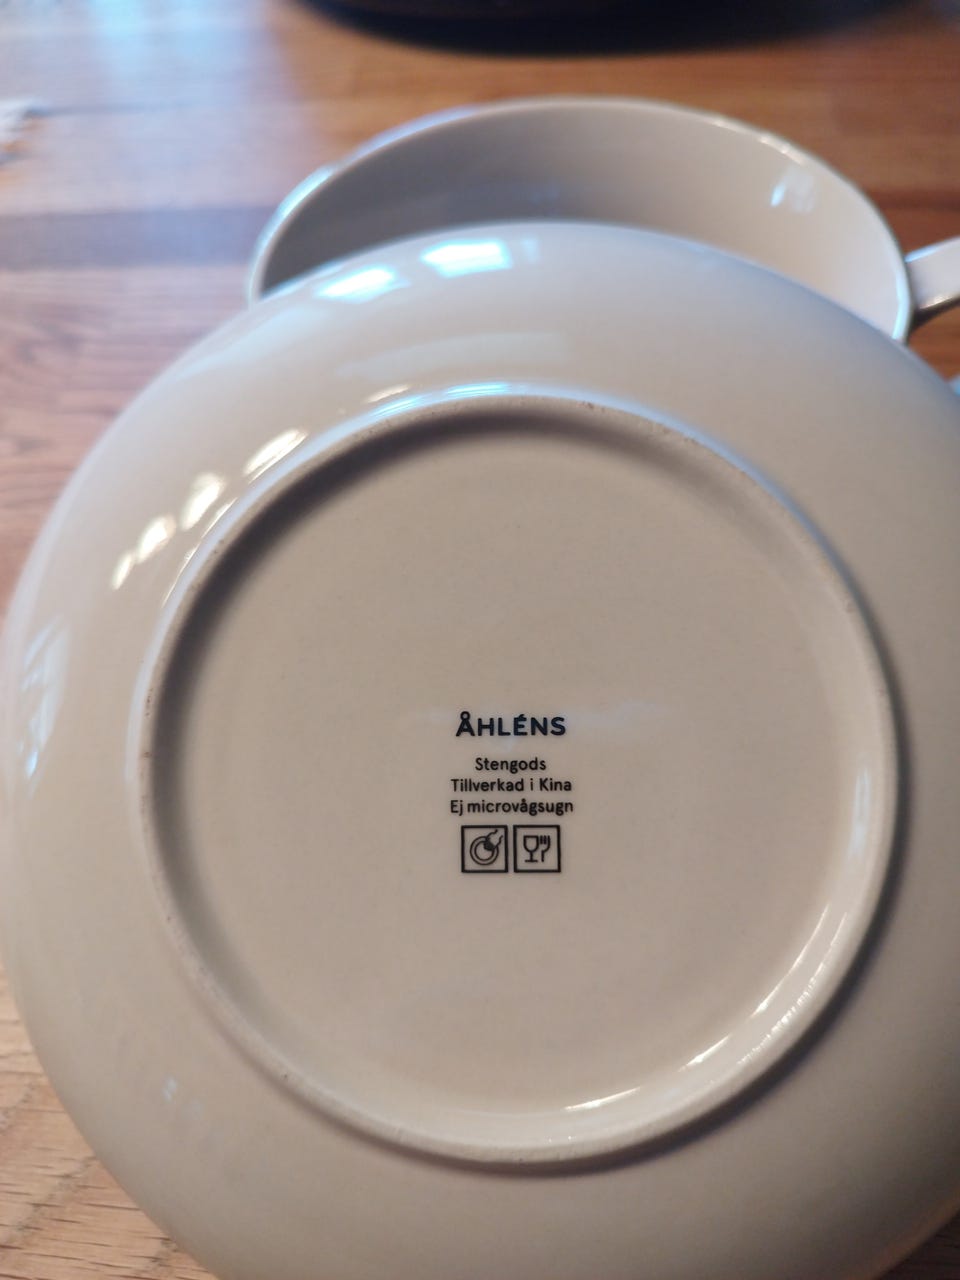 ÅHLÉNS
Stengods
Tillverkad i Kina
Ej microvågsugn